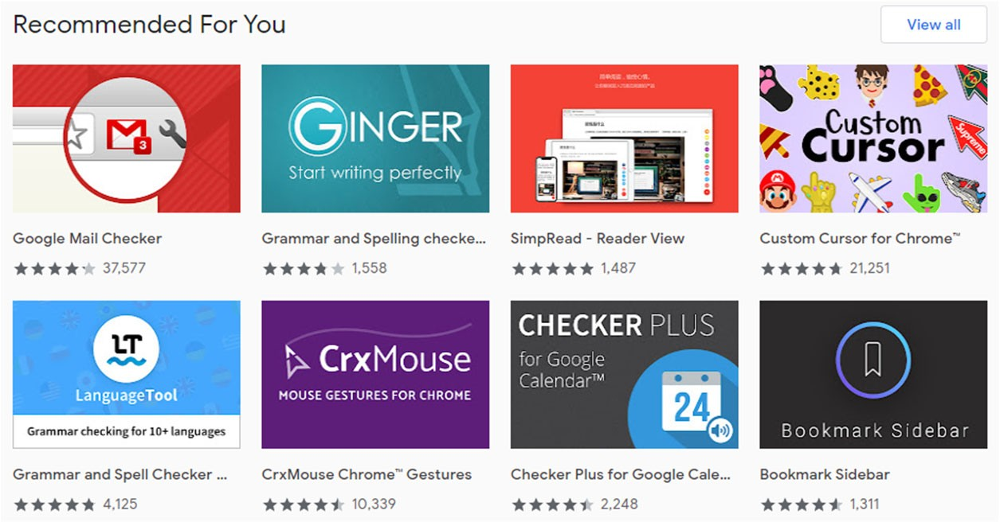 Recommended For You
View all
3
GINGER
Start writing perfectly
Custom
Cursor
Supreme
Google Mail Checker
Grammar and Spelling checke...
SimpRead - Reader View
Custom Cursor for Chrome™
37,577
1,558
1,487
21,251
LT
LanguageTool
Grammar checking for 10+ languages
CrxMouse
MOUSE GESTURES FOR CHROME
CHECKER PLUS
for Google
Calendar™
24
Bookmark Sidebar
Grammar and Spell Checker ...
CrxMouse Chrome™ Gestures
Checker Plus for Google Cale...
Bookmark Sidebar
4,125
10,339
2,248
1,311